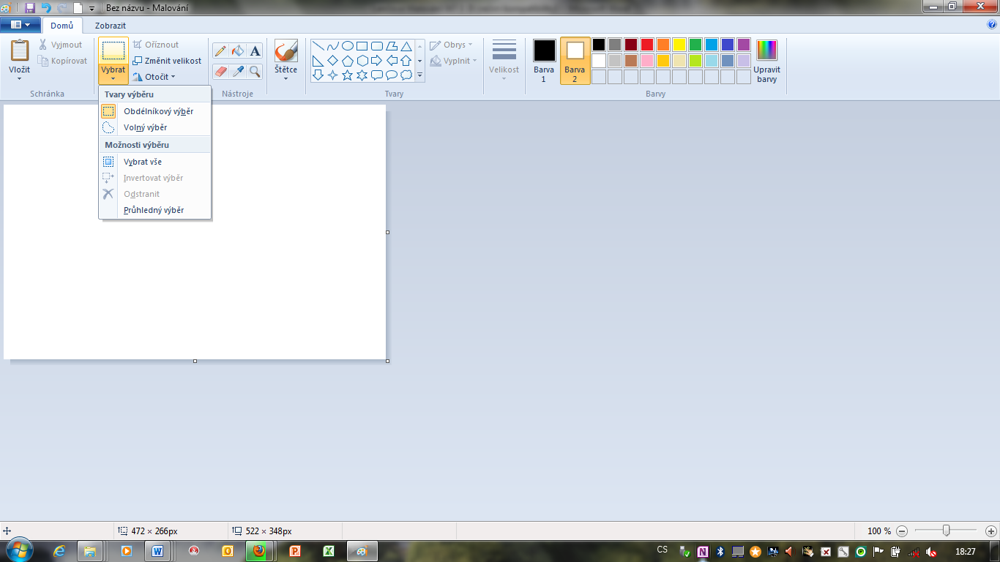 Bez názvu - Malování
Domů Zobrazit
Vložit
Vyjmout
Kopírovat
Schránka
Vybrat
Oříznout
Změnit velikost
Otočit
A
Nástroje
Štětce
Obrys
Vyplnit
Tvary
Velikost
Barva
1
Barva
2
Upravit
barvy
Barvy
Tvary výběru
Obdélníkový výběr
Volný výběr
Možnosti výběru
Vybrat vše
Invertovat výběr
Odstranit
Průhledný výběr
472 × 266px 522 × 348px 100 %
CS 18:27